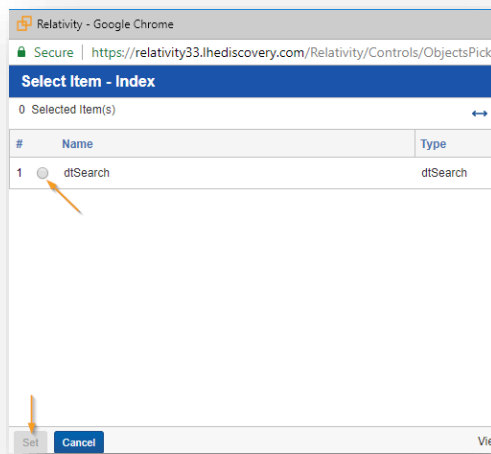 Relativity - Google Chrome
Secure | https://relativity33.lhediscovery.com/Relativity/Controls/ObjectsPick
Select Item - Index
0 Selected Item(s)
# Name Type
1 dtSearch dtSearch
Set Cancel